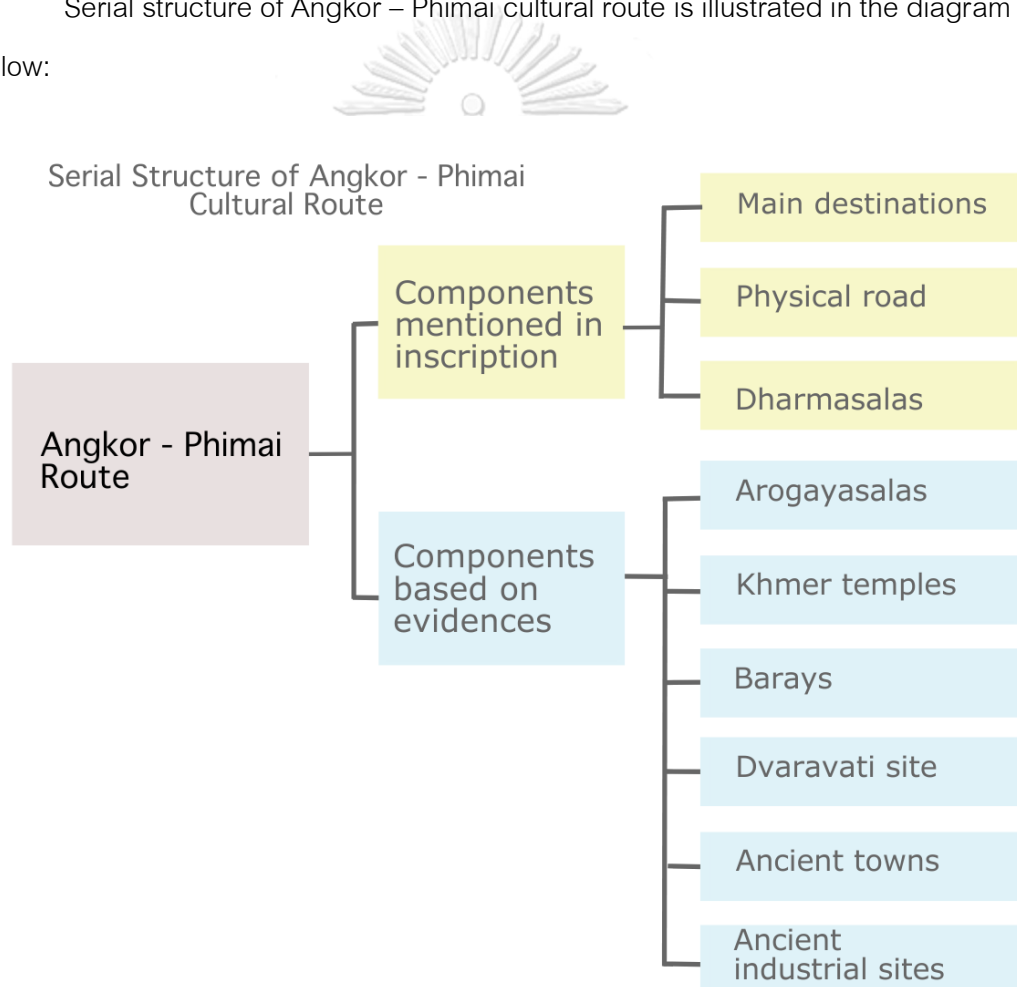 Serial structure of Angkor – Phimai cultural route is illustrated in the diagram
low:
Serial Structure of Angkor - Phimai
Cultural Route
Angkor - Phimai
Route
Components
mentioned in
inscription
Main destinations
Physical road
Dharmasalas
Components
based on
evidences
Arogayasalas
Khmer temples
Barays
Dvaravati site
Ancient towns
Ancient
industrial sites